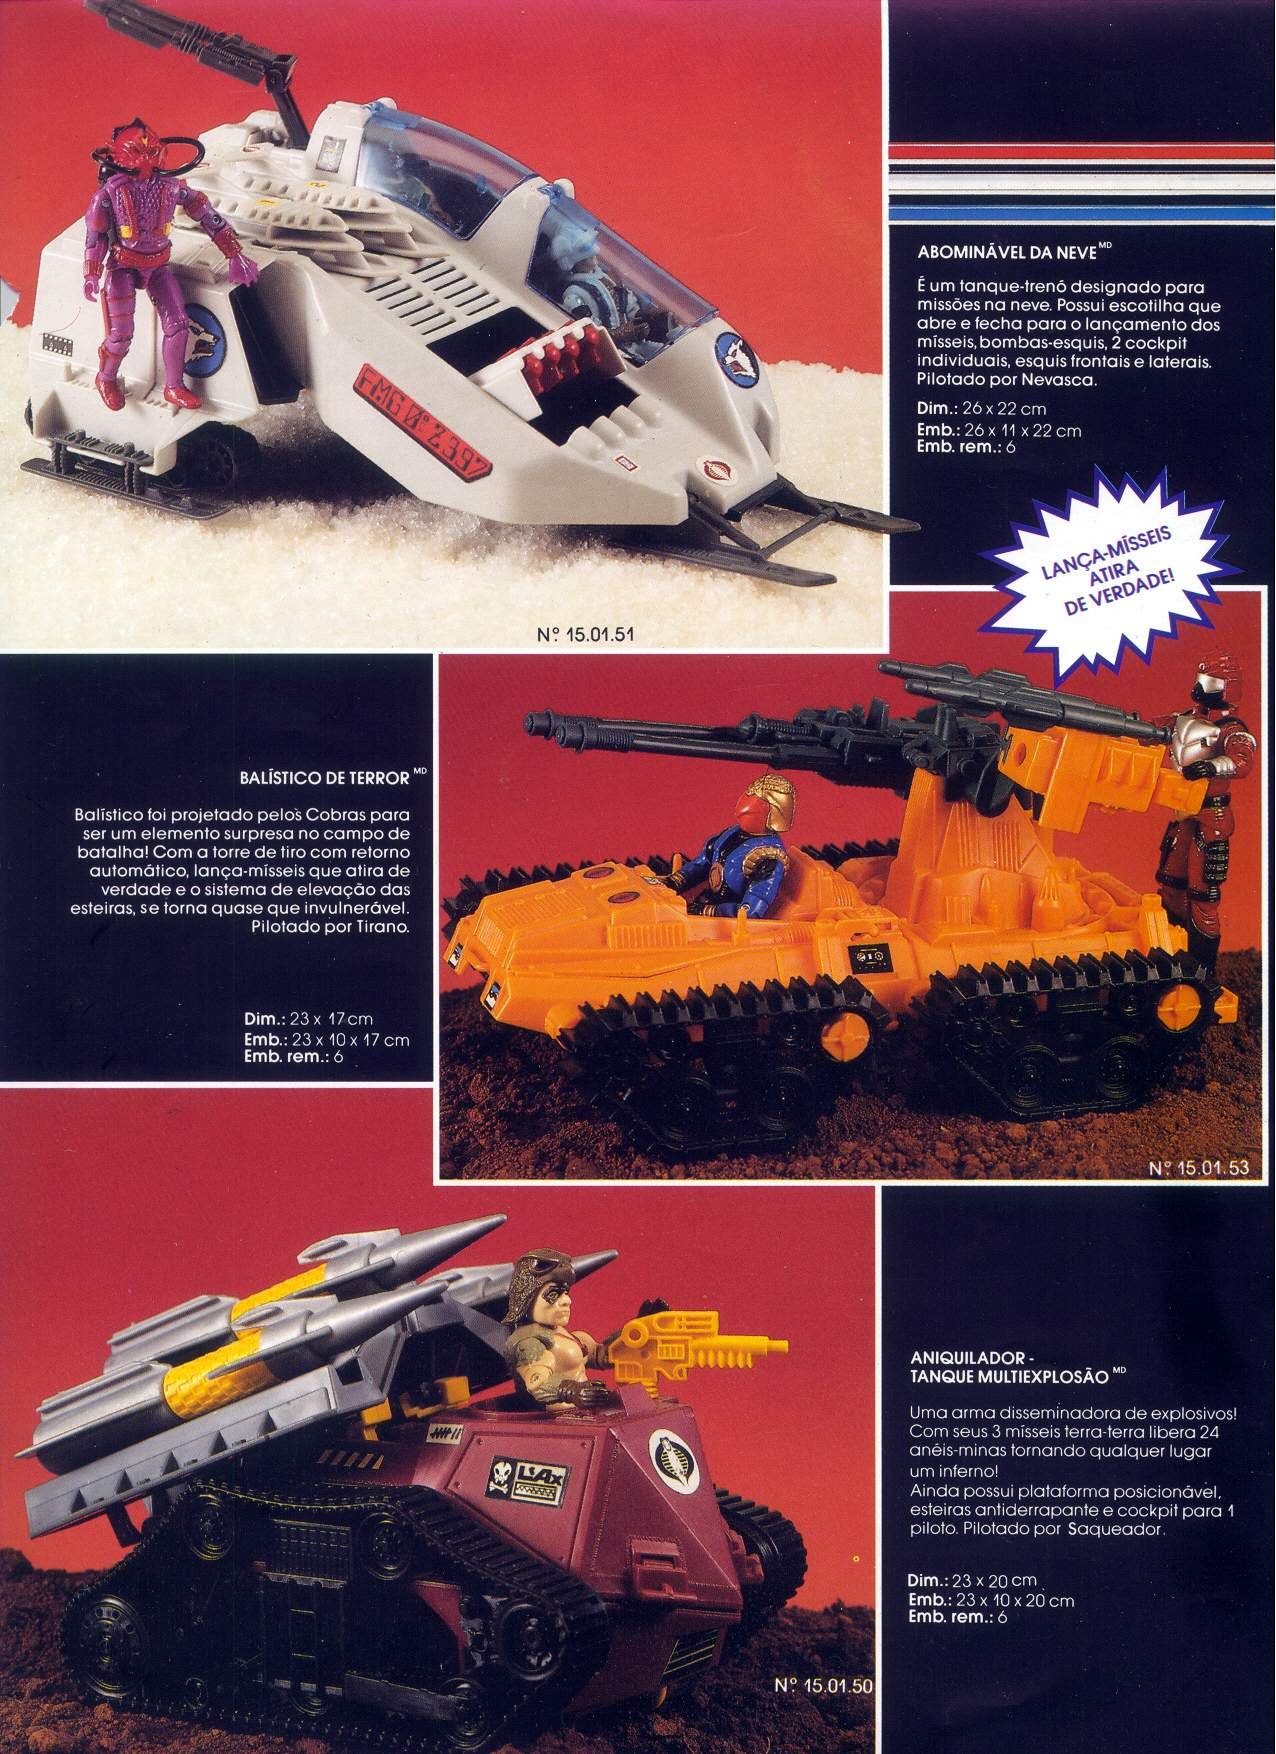 ABOMINÁVEL DA NEVE MD
É um tanque-trenó designado para
missões na neve. Possui escotilha que
abre e fecha para o lançamento dos
mísseis, bombas-esquis, 2 cockpit
individuais, esquis frontais e laterais.
Pilotado por Nevasca.
Dim.: 26 x 22 cm
Emb.: 26 x 11 x 22 cm
Emb. rem.: 6
Nº 15.01.51
LANÇA-MÍSSEIS
ATIRA
DE VERDADE!
BALÍSTICO DE TERROR MD
Balístico foi projetado pelos Cobras para
ser um elemento surpresa no campo de
batalha! Com a torre de tiro com retorno
automático, lança-mísseis que atira de
verdade e o sistema de elevação das
esteiras, se torna quase que invulnerável.
Pilotado por Tirano.
Dim.: 23 x 17 cm
Emb.: 23 x 10 x 17 cm
Emb. rem.: 6
Nº 15.01.53
ANIQUILADOR -
TANQUE MULTIEXPLOSÃO MD
Uma arma disseminadora de explosivos!
Com seus 3 mísseis terra-terra libera 24
anéis-minas tornando qualquer lugar
um inferno!
Ainda possui plataforma posicionável,
esteiras antiderrapante e cockpit para 1
piloto. Pilotado por Saqueador.
Dim.: 23 x 20 cm
Emb.: 23 x 10 x 20 cm
Emb. rem.: 6
Nº 15.01.50